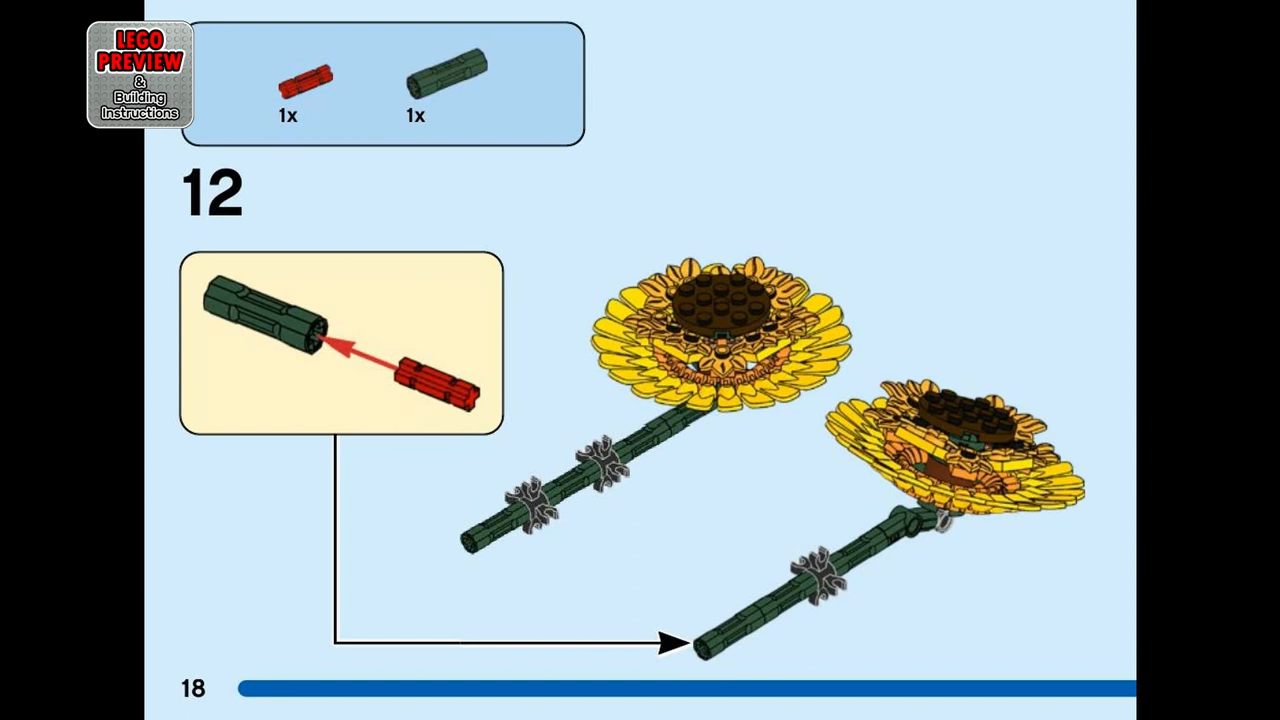 LEGO
PREVIEW
&
Building
Instructions
1x 1x
12
18